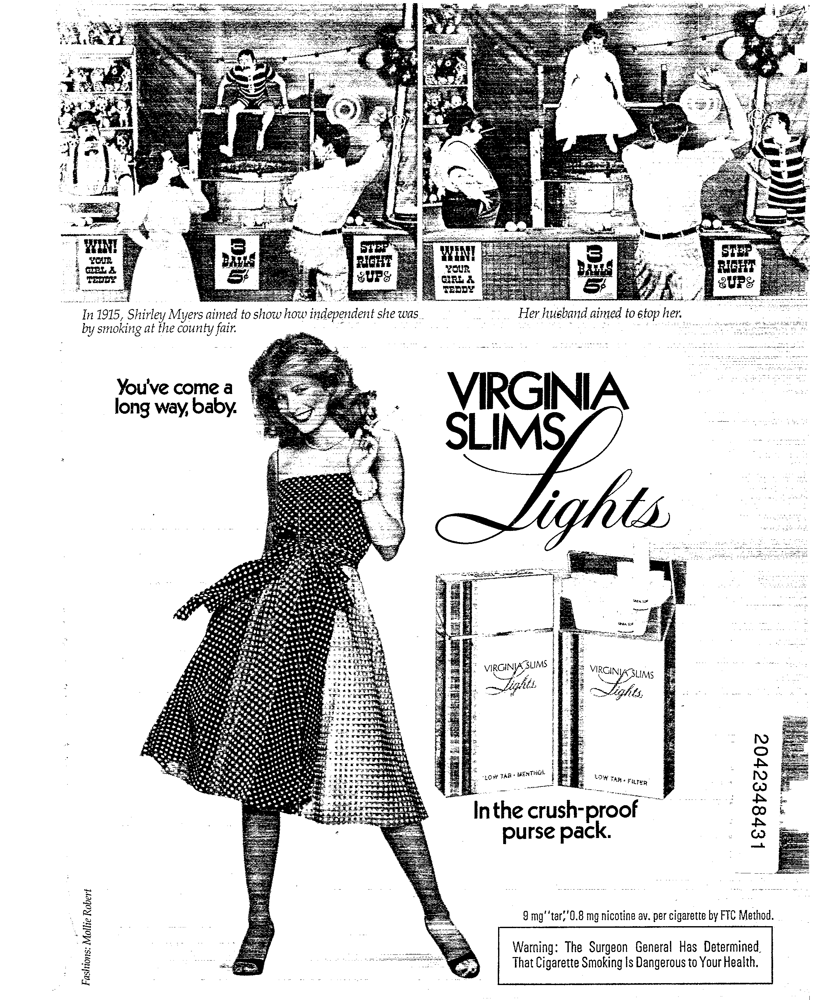 WIN!
YOUR
GIRL A
TEDDY
3
BALLS
5¢
STEP
RIGHT
UP
WIN!
YOUR
GIRL A
TEDDY
3
BALLS
5¢
STEP
RIGHT
UP
In 1915, Shirley Myers aimed to show how independent she was
by smoking at the county fair.
Her husband aimed to stop her.
You've come a
long way, baby.
VIRGINIA
SLIMS
Lights
VIRGINIA SLIMS
Lights
LOW TAR - MENTHOL
VIRGINIA SLIMS
Lights
LOW TAR - FILTER
In the crush-proof
purse pack.
2042348431
Fashions: Mollie Robert
9 mg "tar," 0.8 mg nicotine av. per cigarette by FTC Method.
Warning: The Surgeon General Has Determined
That Cigarette Smoking Is Dangerous to Your Health.